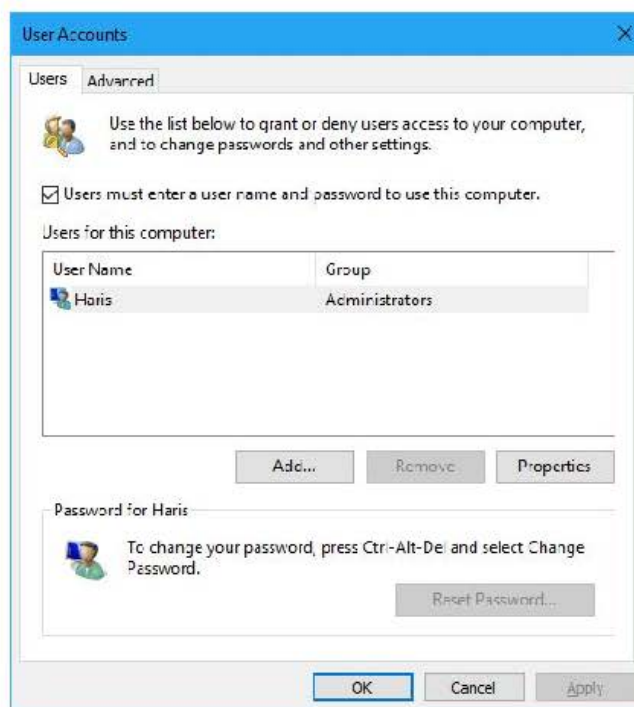 User Accounts
Users
Advanced
Use the list below to grant or deny users access to your computer,
and to change passwords and other settings.
Users must enter a user name and password to use this computer.
Users for this computer:
User Name Group
Haris Administrators
Add... Remove Properties
Password for Haris
To change your password, press Ctrl-Alt-Del and select Change
Password.
Reset Password...
OK Cancel Apply